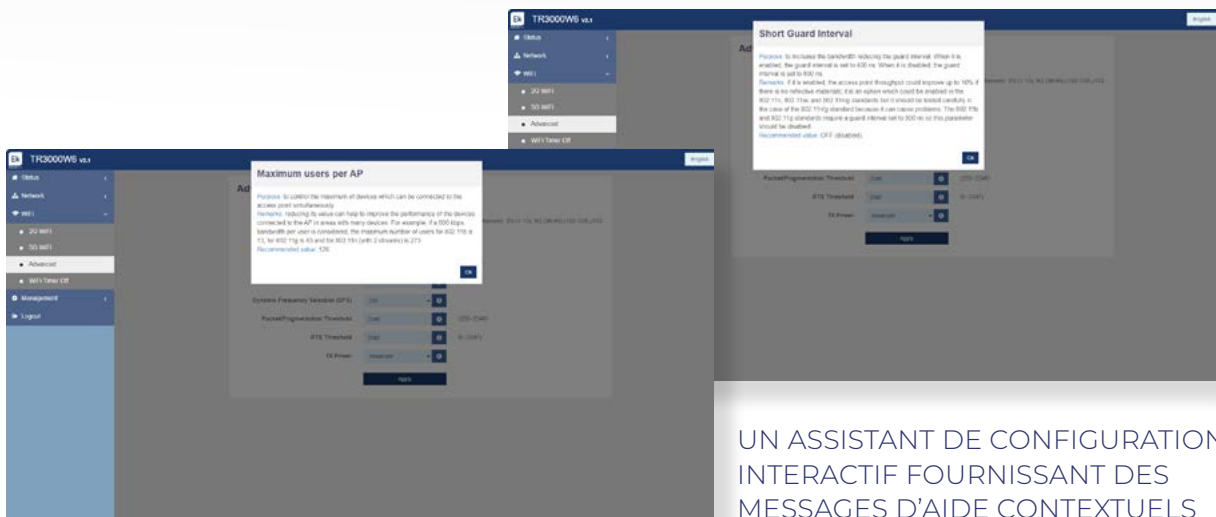 Ek TR3000W6 v2.1
English
Status
Network
WiFi
2G WiFi
5G WiFi
Advanced
WiFi Timer Off
Short Guard Interval
Purpose: to increase the bandwidth reducing the guard interval. When it is
enabled, the guard interval is set to 400 ns. When it is disabled, the guard
interval is set to 800 ns.
Remarks: if it is enabled, the access point throughput could improve up to 10% if
there is no reflective materials; it is an option which could be enabled in the
802.11n, 802.11ac and 802.11n/g standards but it should be tested carefully in
the case of the 802.11n/g standard because it can cause problems. The 802.11b
and 802.11g standards require a guard interval set to 800 ns so this parameter
should be disabled.
Recommended value: OFF (disabled).
Ok
Packet/Fragmentation Threshold
RTS Threshold
TX Power
Apply
Ek TR3000W6 v2.1
English
Status
Network
WiFi
2G WiFi
5G WiFi
Advanced
WiFi Timer Off
Management
Logout
Maximum users per AP
Purpose: to control the maximum of devices which can be connected to the
access point simultaneously.
Remarks: reducing its value can help to improve the performance of the devices
connected to the AP in areas with many devices. For example, if a 500 kbps
bandwidth per user is considered, the maximum number of users for 802.11b is
13, for 802.11g is 43 and for 802.11n (with 2 streams) is 273.
Recommended value: 128.
Ok
Dynamic Frequency Selection (DFS)
Packet/Fragmentation Threshold
RTS Threshold
TX Power
Apply
UN ASSISTANT DE CONFIGURATION
INTERACTIF FOURNISSANT DES
MESSAGES D'AIDE CONTEXTUELS